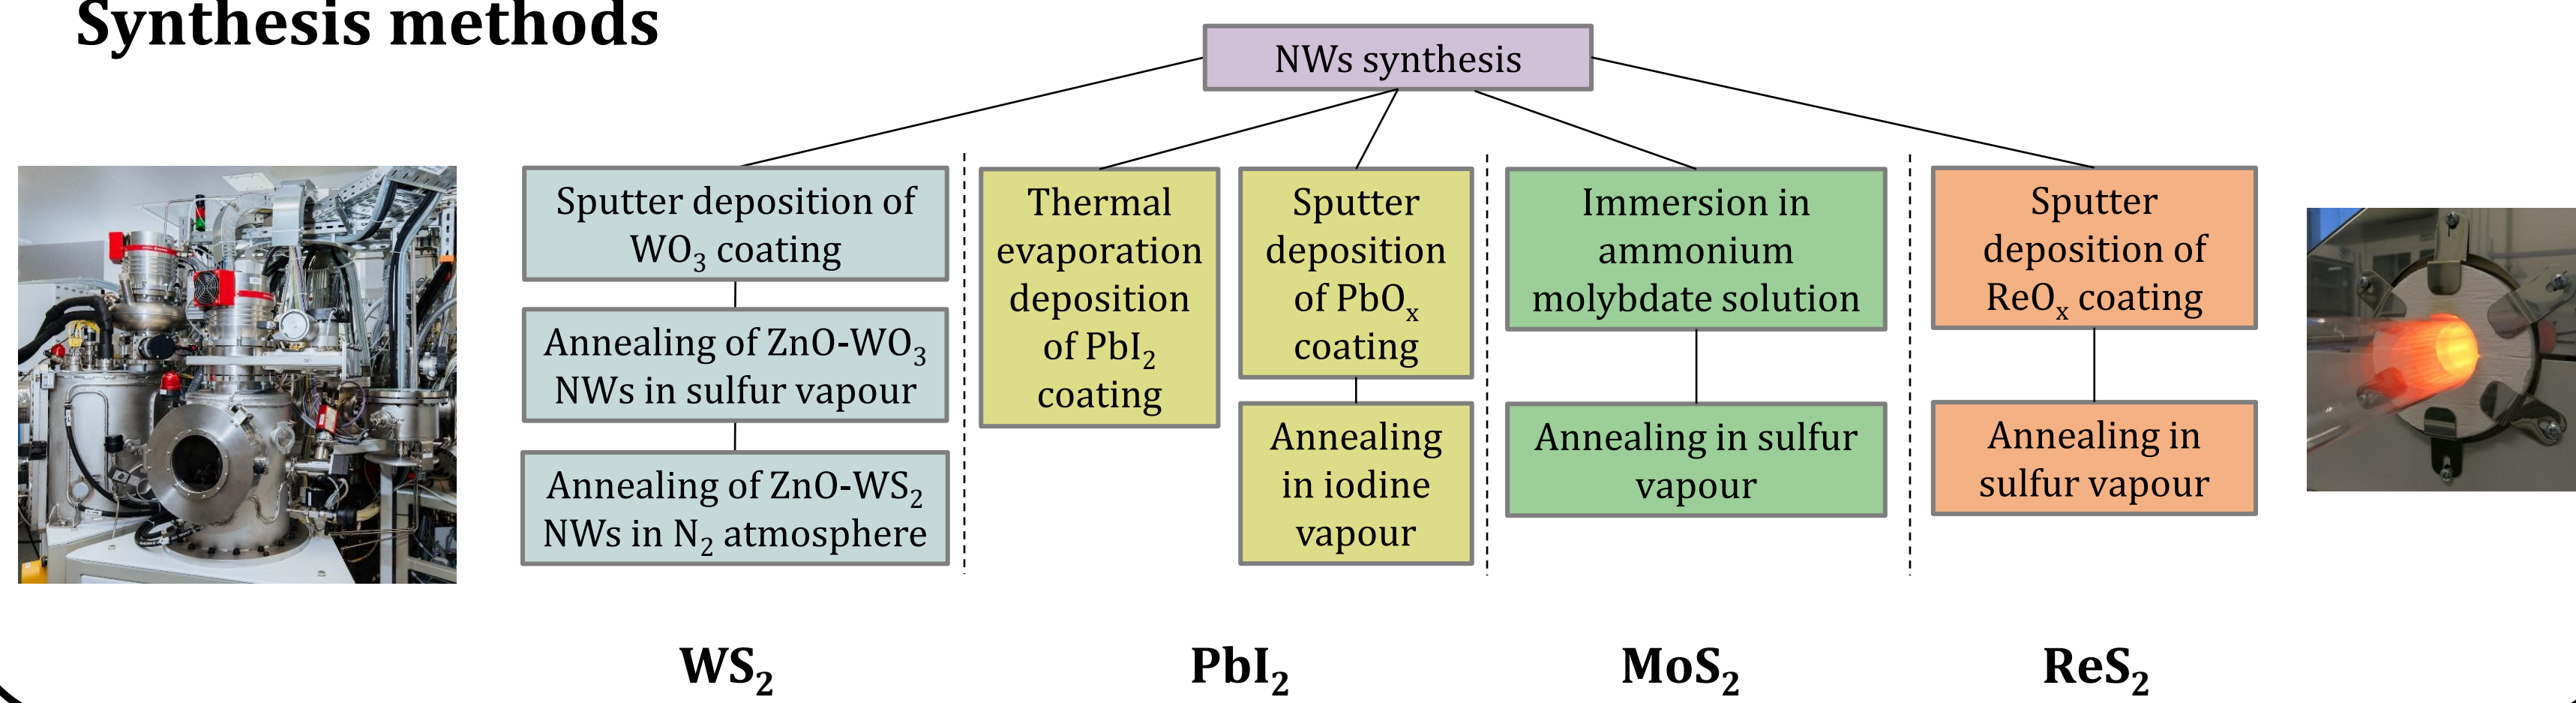 Synthesis methods
NWs synthesis
Sputter deposition of
WO₃ coating
Annealing of ZnO-WO₃
NWs in sulfur vapour
Annealing of ZnO-WS₂
NWs in N₂ atmosphere
Thermal
evaporation
deposition
of PbI₂
coating
Sputter
deposition
of PbOₓ
coating
Annealing
in iodine
vapour
Immersion in
ammonium
molybdate solution
Annealing in sulfur
vapour
Sputter
deposition of
ReOₓ coating
Annealing in
sulfur vapour
WS₂
PbI₂
MoS₂
ReS₂